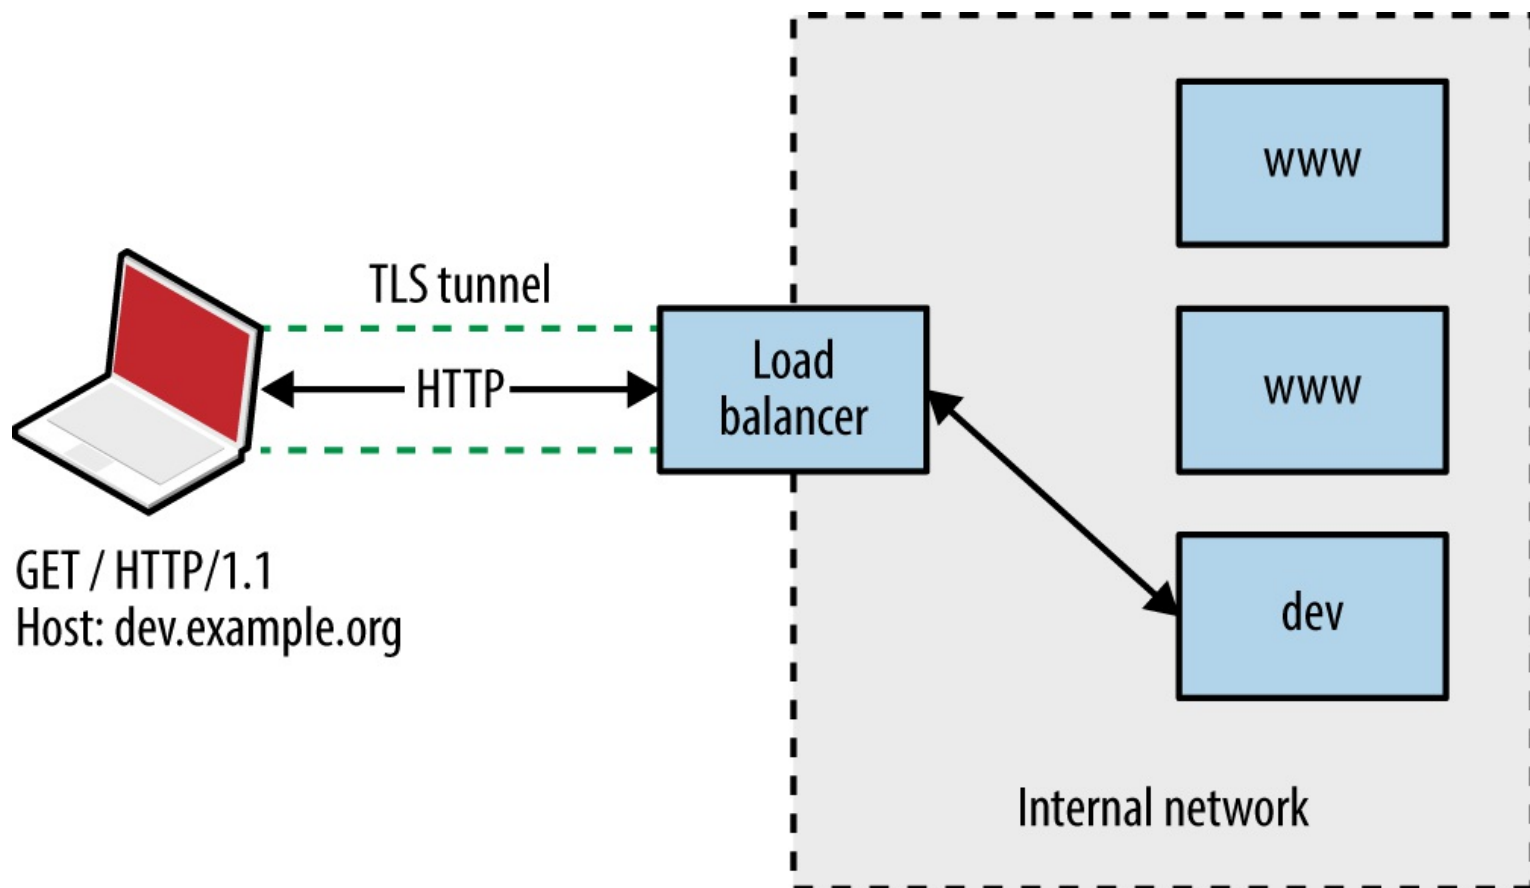 TLS tunnel
HTTP
GET / HTTP/1.1
Host: dev.example.org
Load
balancer
www
www
dev
Internal network